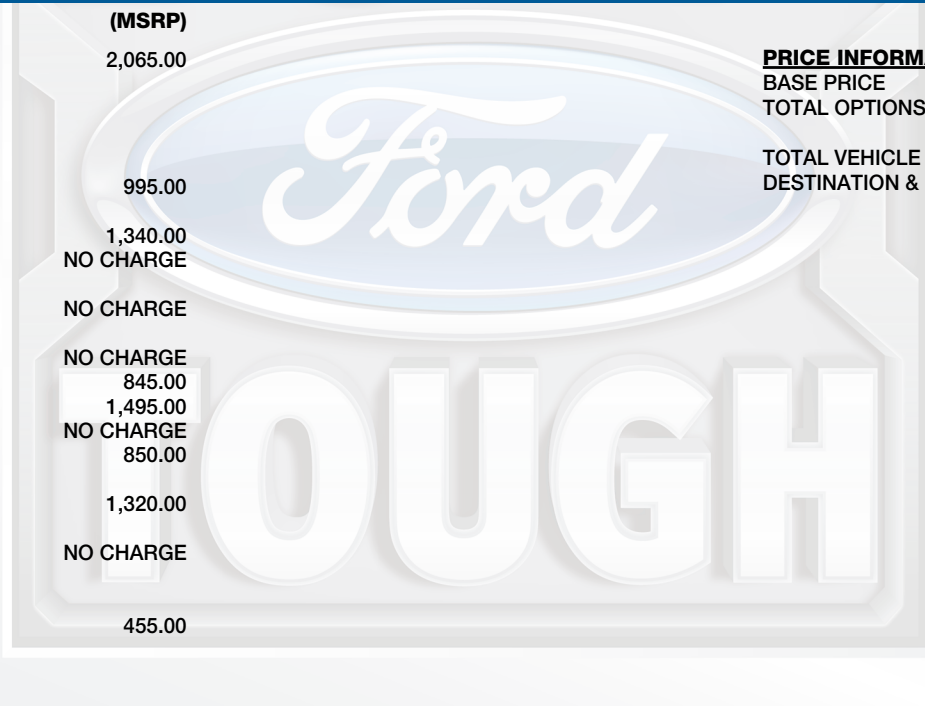 (MSRP)
2,065.00
995.00
1,340.00
NO CHARGE
NO CHARGE
NO CHARGE
845.00
1,495.00
NO CHARGE
850.00
1,320.00
NO CHARGE
455.00
PRICE INFORMA
BASE PRICE
TOTAL OPTIONS
TOTAL VEHICLE
DESTINATION &
Ford
TOUGH